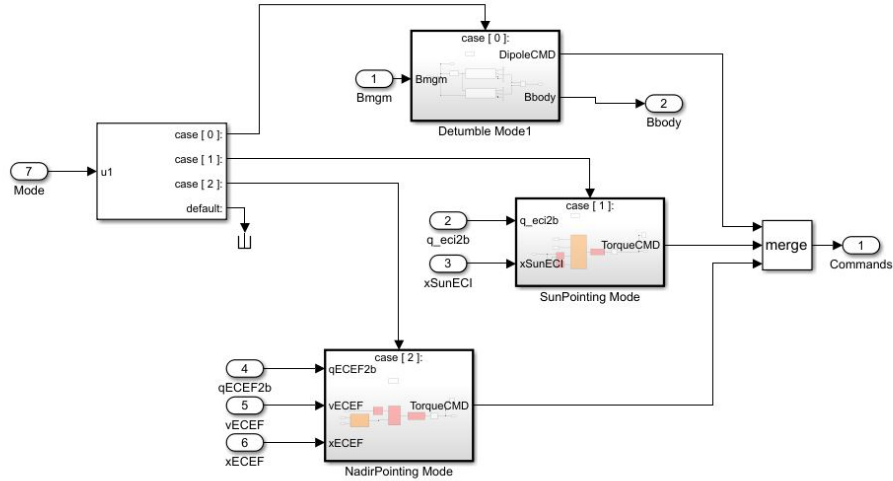 case [ 0 ]:
DipoleCMD
1
Bmgm
Bmgm
Bbody
2
Bbody
Detumble Mode1
case [ 0 ]:
case [ 1 ]:
case [ 2 ]:
default:
u1
7
Mode
case [ 1 ]:
2
q_eci2b
q_eci2b
TorqueCMD
3
xSunECI
xSunECI
SunPointing Mode
merge
1
Commands
case [ 2 ]:
4
qECEF2b
qECEF2b
5
vECEF
vECEF
TorqueCMD
6
xECEF
xECEF
NadirPointing Mode